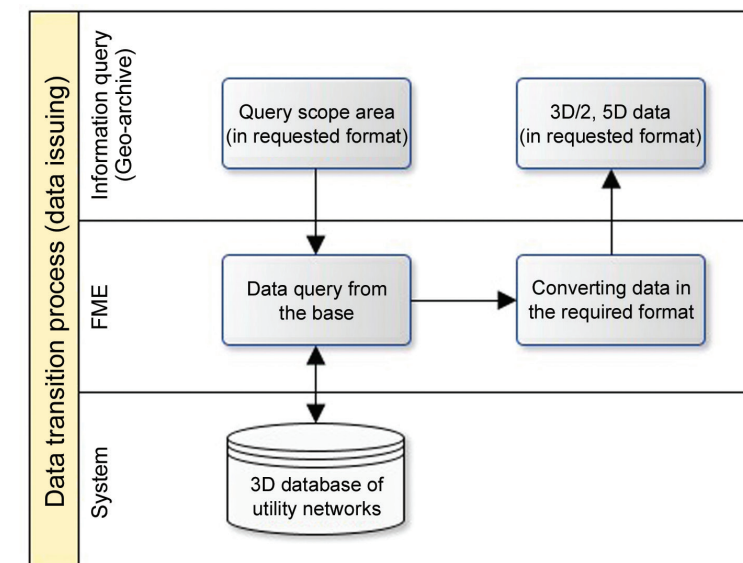 Data transition process (data issuing)
Information query
(Geo-archive)
Query scope area
(in requested format)
3D/2, 5D data
(in requested format)
FME
Data query from
the base
Converting data in
the required format
System
3D database of
utility networks